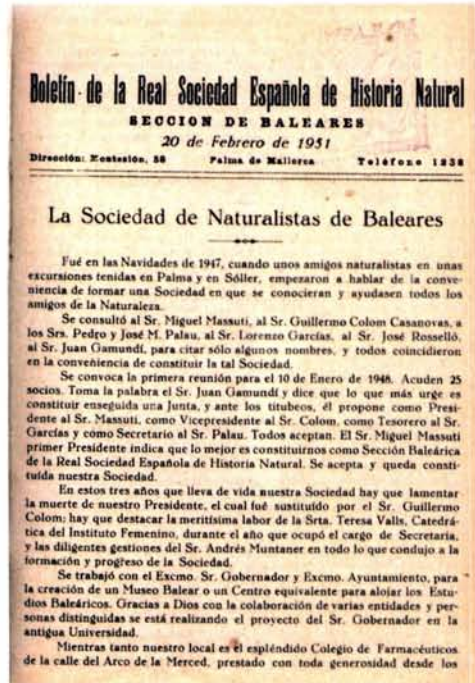 Boletín de la Real Sociedad Española de Historia Natural
SECCION DE BALEARES
20 de Febrero de 1951
Dirección: Montesión, 28 Palma de Mallorca Teléfono 1238
La Sociedad de Naturalistas de Baleares
Fué en las Navidades de 1947, cuando unos amigos naturalistas en unas
excursiones tenidas en Palma y en Sóller, empezaron a hablar de la conve-
niencia de formar una Sociedad en que se conocieran y ayudasen todos los
amigos de la Naturaleza.
Se consultó al Sr. Miguel Massuti, al Sr. Guillermo Colom Casanovas, a
los Srs. Pedro y José M. Palau, al Sr. Lorenzo Garcías, al Sr. José Rosselló,
al Sr. Juan Gamundí, para citar sólo algunos nombres, y todos coincidieron
en la conveniencia de constituir la tal Sociedad.
Se convoca la primera reunión para el 10 de Enero de 1948. Acuden 25
socios. Toma la palabra el Sr. Juan Gamundí y dice que lo que más urge es
constituir enseguida una Junta, y ante los titubeos, él propone como Presi-
dente al Sr. Massuti, como Vicepresidente al Sr. Colom, como Tesorero al Sr.
Garcías y como Secretario al Sr. Palau. Todos aceptan. El Sr. Miguel Massuti
primer Presidente indica que lo mejor es constituirnos como Sección Baleárica
de la Real Sociedad Española de Historia Natural. Se acepta y queda consti-
tuída nuestra Sociedad.
En estos tres años que lleva de vida nuestra Sociedad hay que lamentar
la muerte de nuestro Presidente, el cual fué sustituído por el Sr. Guillermo
Colom; hay que destacar la meritísima labor de la Srta. Teresa Valls, Catedrá-
tica del Instituto Femenino, durante el año que ocupó el cargo de Secretaria,
y las diligentes gestiones del Sr. Andrés Muntaner en todo lo que condujo a la
formación y progreso de la Sociedad.
Se trabajó con el Excmo. Sr. Gobernador y Excmo. Ayuntamiento, para
la creación de un Museo Balear o un Centro equivalente para alojar los Estu-
dios Baleáricos. Gracias a Dios con la colaboración de varias entidades y per-
sonas distinguidas se está realizando el proyecto del Sr. Gobernador en la
antigua Universidad.
Mientras tanto nuestro local es el espléndido Colegio de Farmacéuticos
de la calle del Arco de la Merced, prestado con toda generosidad desde los